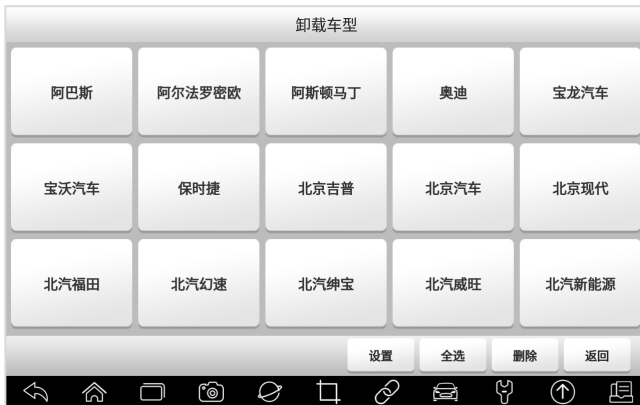 卸载车型
阿巴斯 阿尔法罗密欧 阿斯顿马丁 奥迪 宝龙汽车
宝沃汽车 保时捷 北京吉普 北京汽车 北京现代
北汽福田 北汽幻速 北汽绅宝 北汽威旺 北汽新能源
设置 全选 删除 返回